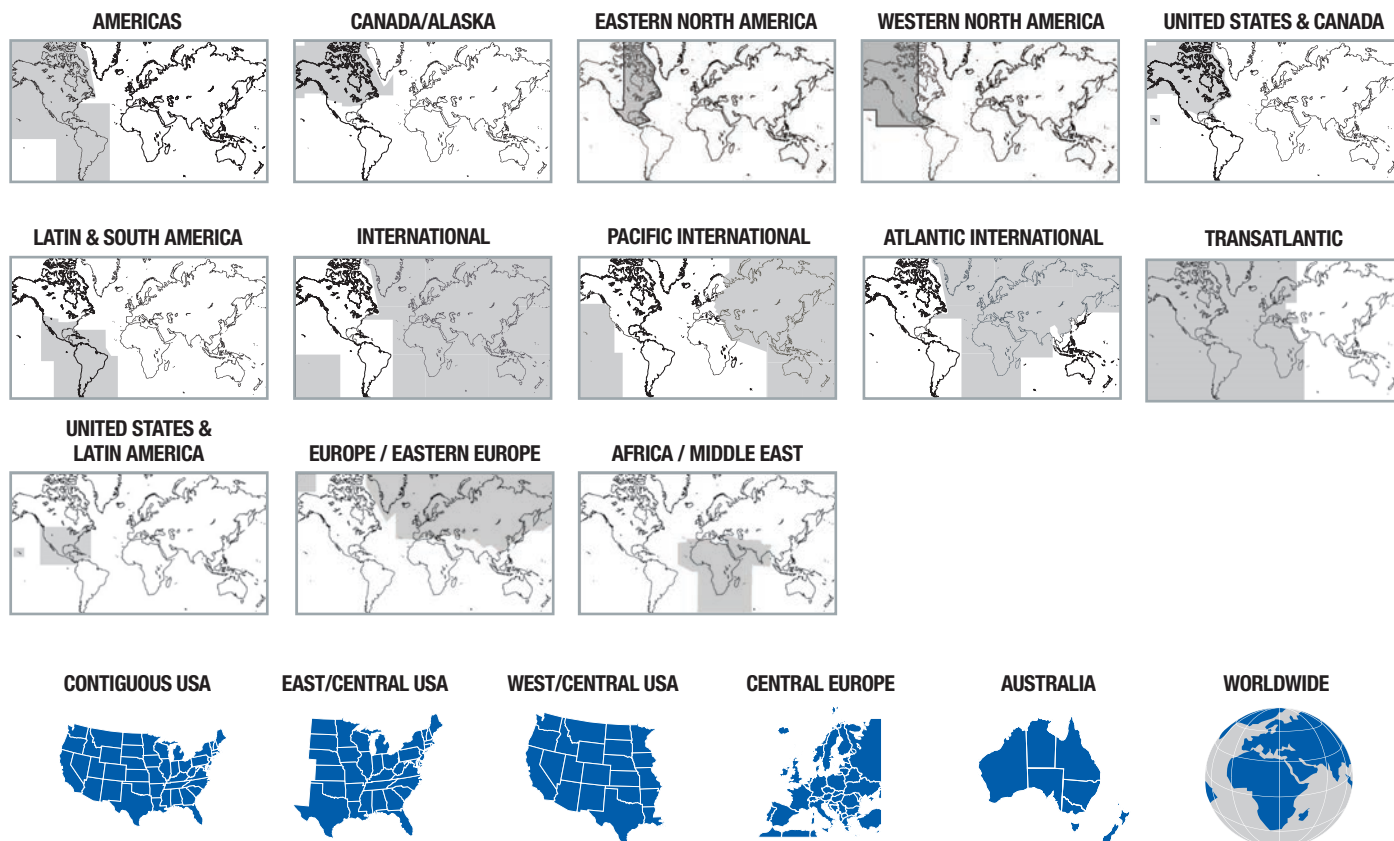 AMERICAS
CANADA/ALASKA
EASTERN NORTH AMERICA
WESTERN NORTH AMERICA
UNITED STATES & CANADA
LATIN & SOUTH AMERICA
INTERNATIONAL
PACIFIC INTERNATIONAL
ATLANTIC INTERNATIONAL
TRANSATLANTIC
UNITED STATES &
LATIN AMERICA
EUROPE / EASTERN EUROPE
AFRICA / MIDDLE EAST
CONTIGUOUS USA
EAST/CENTRAL USA
WEST/CENTRAL USA
CENTRAL EUROPE
AUSTRALIA
WORLDWIDE